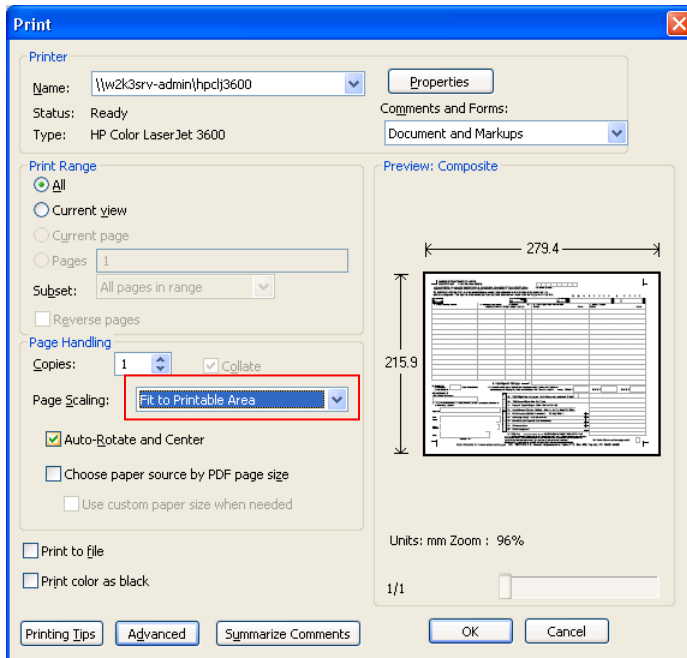 Print
Printer
Name: \\w2k3srv-admin\hpclj3600
Properties
Status: Ready
Comments and Forms:
Type: HP Color LaserJet 3600
Document and Markups
Print Range
All
Current view
Current page
Pages 1
Subset: All pages in range
Reverse pages
Page Handling
Copies: 1 Collate
Page Scaling: Fit to Printable Area
Auto-Rotate and Center
Choose paper source by PDF page size
Use custom paper size when needed
Print to file
Print color as black
Preview: Composite
279.4
215.9
Units: mm Zoom : 96%
1/1
Printing Tips Advanced Summarize Comments OK Cancel